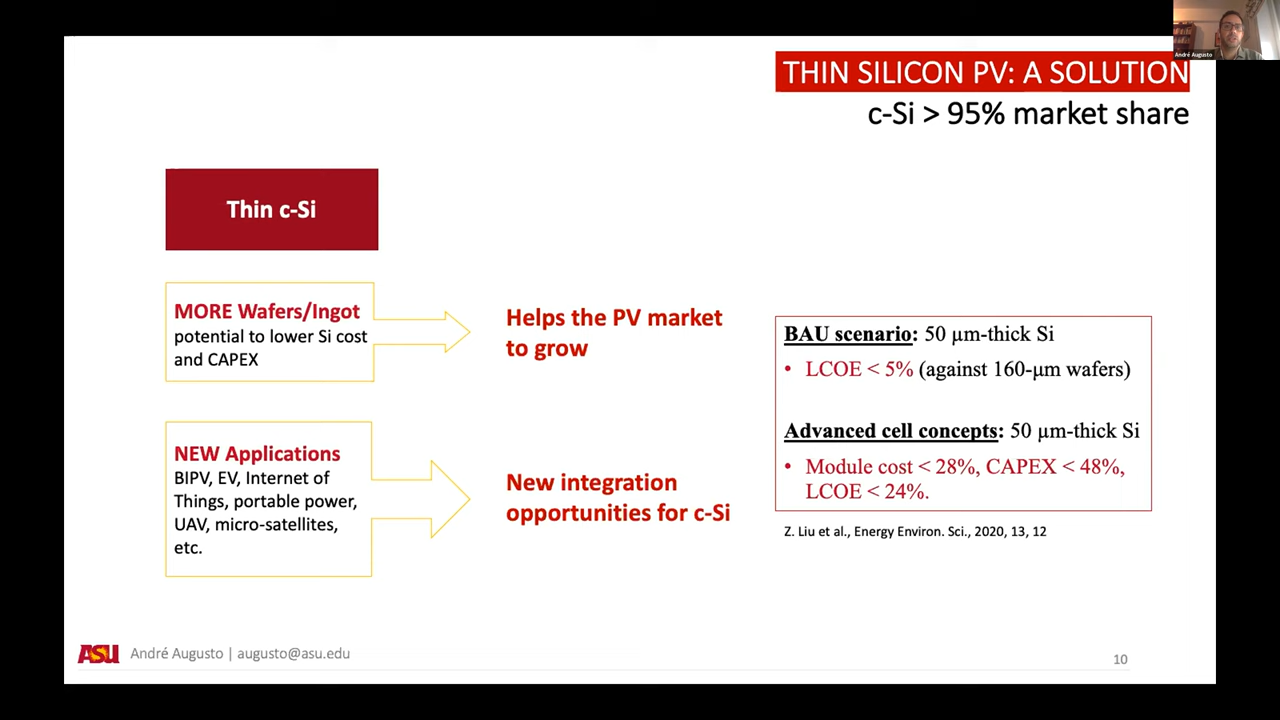 André Augusto
THIN SILICON PV: A SOLUTION
c-Si > 95% market share
Thin c-Si
MORE Wafers/Ingot
potential to lower Si cost
and CAPEX
Helps the PV market
to grow
NEW Applications
BIPV, EV, Internet of
Things, portable power,
UAV, micro-satellites,
etc.
New integration
opportunities for c-Si
BAU scenario: 50 µm-thick Si
• LCOE < 5% (against 160-µm wafers)
Advanced cell concepts: 50 µm-thick Si
• Module cost < 28%, CAPEX < 48%,
LCOE < 24%.
Z. Liu et al., Energy Environ. Sci., 2020, 13, 12
ASU André Augusto | augusto@asu.edu
10